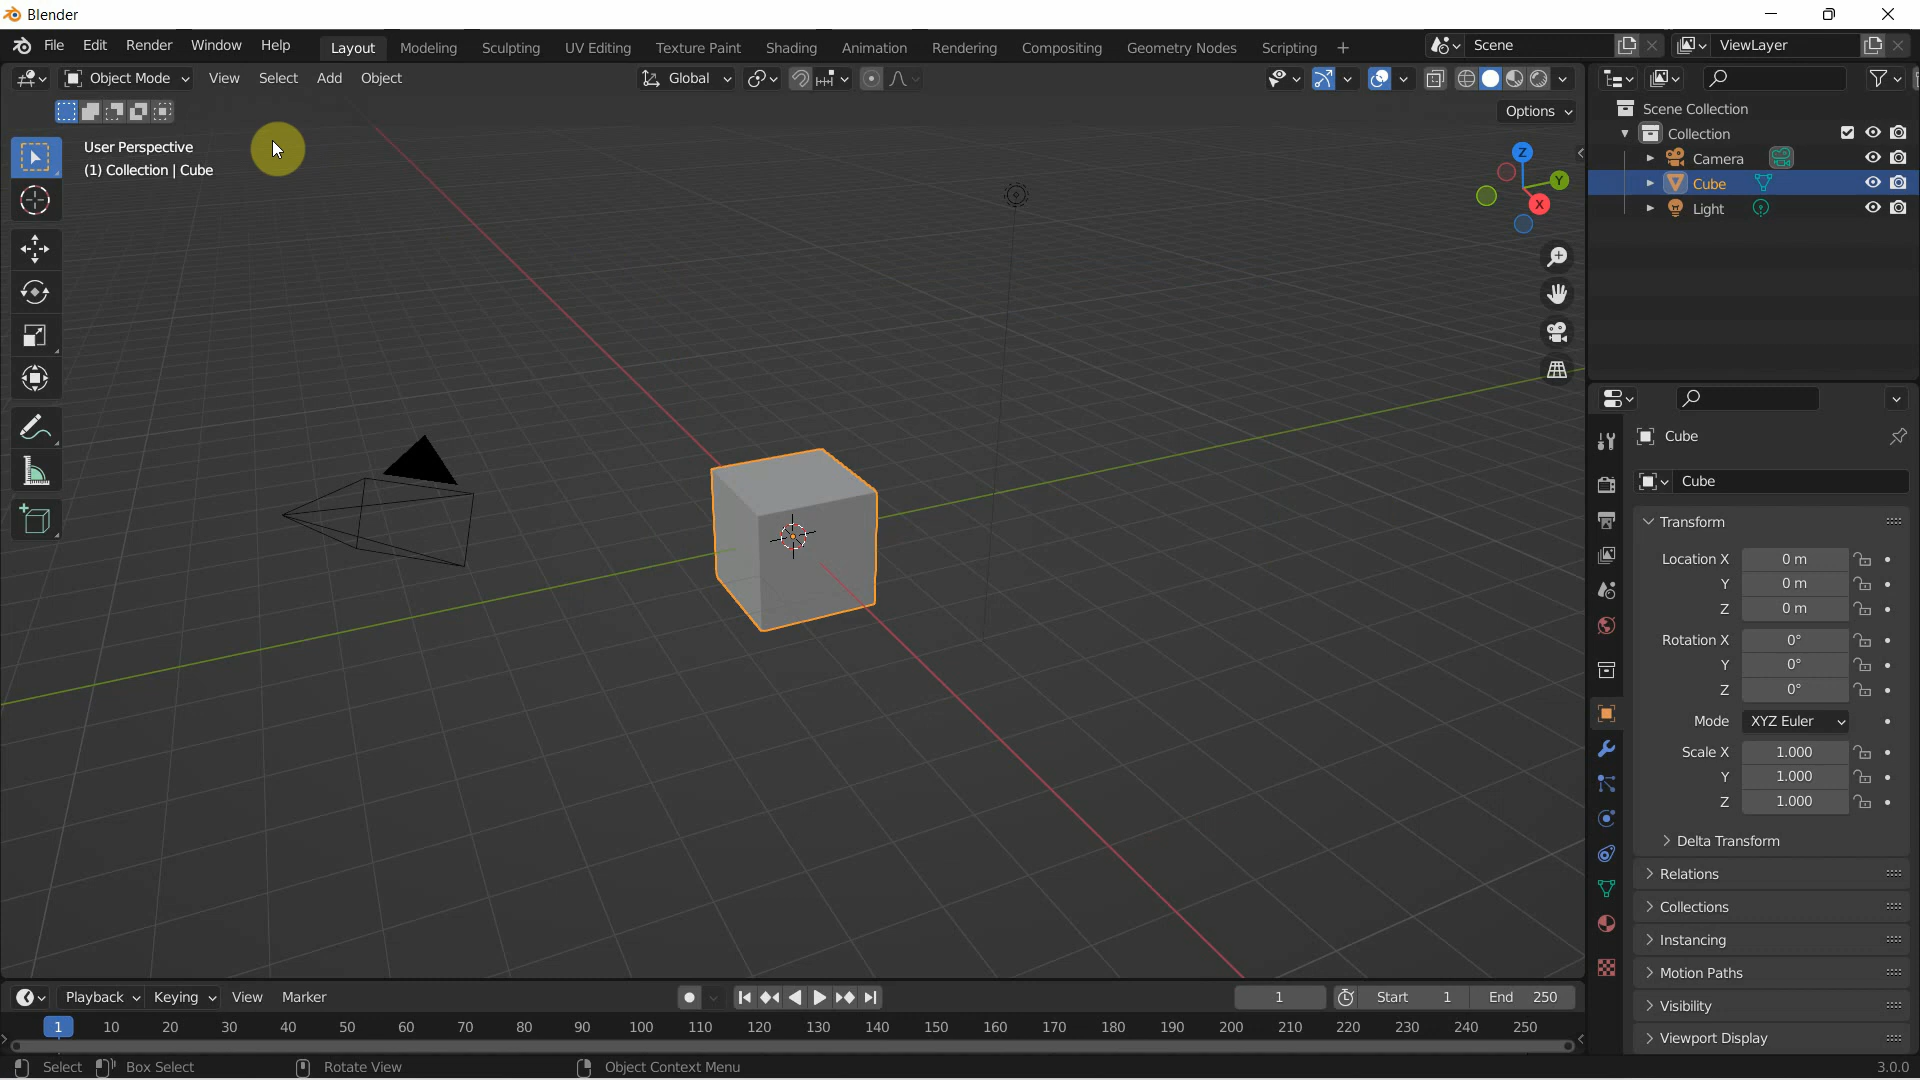 Blender
File Edit Render Window Help Layout Modeling Sculpting UV Editing Texture Paint Shading Animation Rendering Compositing Geometry Nodes Scripting + Scene ViewLayer
Object Mode View Select Add Object Global
Options
User Perspective
(1) Collection | Cube
Z
Y
X
Scene Collection
Collection
Camera
Cube
Light
Cube
Cube
Transform
Location X 0 m
Y 0 m
Z 0 m
Rotation X 0°
Y 0°
Z 0°
Mode XYZ Euler
Scale X 1.000
Y 1.000
Z 1.000
Delta Transform
Relations
Collections
Instancing
Motion Paths
Visibility
Viewport Display
Playback Keying View Marker 1 Start 1 End 250
1 10 20 30 40 50 60 70 80 90 100 110 120 130 140 150 160 170 180 190 200 210 220 230 240 250
Select Box Select Rotate View Object Context Menu 3.0.0